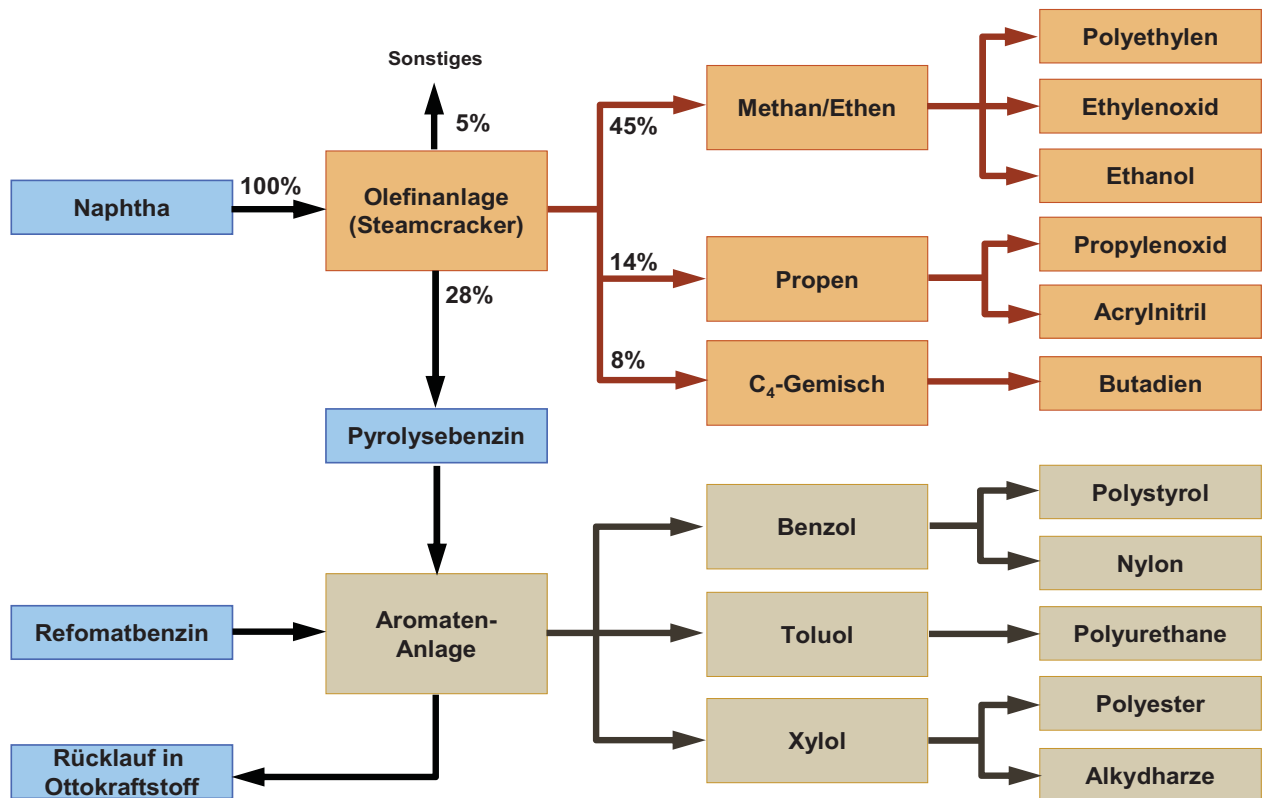 Sonstiges
5%
100%
Naphtha
Olefinanlage
(Steamcracker)
28%
45%
14%
8%
Methan/Ethen
Propen
C₄-Gemisch
Polyethylen
Ethylenoxid
Ethanol
Propylenoxid
Acrylnitril
Butadien
Pyrolysebenzin
Refomatbenzin
Aromaten-
Anlage
Rücklauf in
Ottokraftstoff
Benzol
Toluol
Xylol
Polystyrol
Nylon
Polyurethane
Polyester
Alkydharze